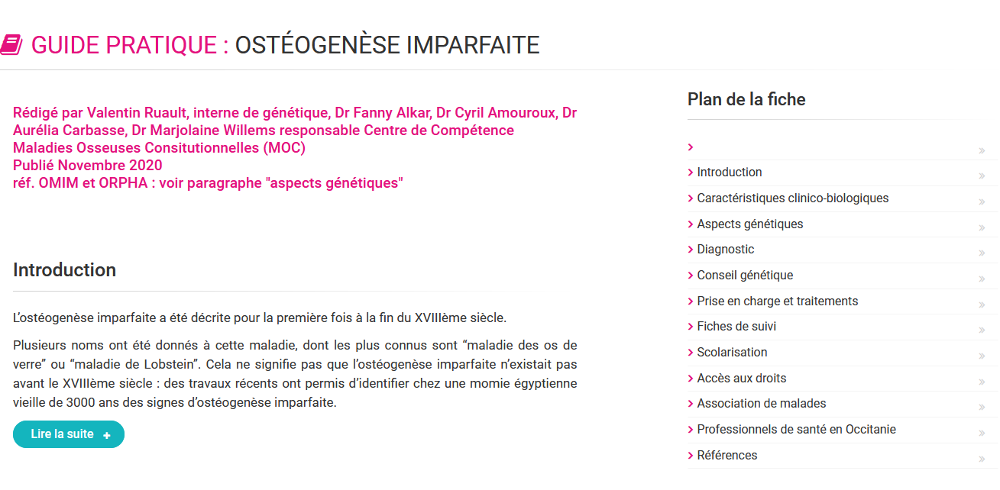 GUIDE PRATIQUE : OSTÉOGENÈSE IMPARFAITE
Rédigé par Valentin Ruault, interne de génétique, Dr Fanny Alkar, Dr Cyril Amouroux, Dr
Aurélia Carbasse, Dr Marjolaine Willems responsable Centre de Compétence
Maladies Osseuses Consitutionnelles (MOC)
Publié Novembre 2020
réf. OMIM et ORPHA : voir paragraphe "aspects génétiques"
Introduction
L’ostéogenèse imparfaite a été décrite pour la première fois à la fin du XVIIIème siècle.
Plusieurs noms ont été donnés à cette maladie, dont les plus connus sont “maladie des os de
verre” ou “maladie de Lobstein”. Cela ne signifie pas que l’ostéogenèse imparfaite n’existait pas
avant le XVIIIème siècle : des travaux récents ont permis d’identifier chez une momie égyptienne
vieille de 3000 ans des signes d’ostéogenèse imparfaite.
Lire la suite +
Plan de la fiche
Introduction
Caractéristiques clinico-biologiques
Aspects génétiques
Diagnostic
Conseil génétique
Prise en charge et traitements
Fiches de suivi
Scolarisation
Accès aux droits
Association de malades
Professionnels de santé en Occitanie
Références